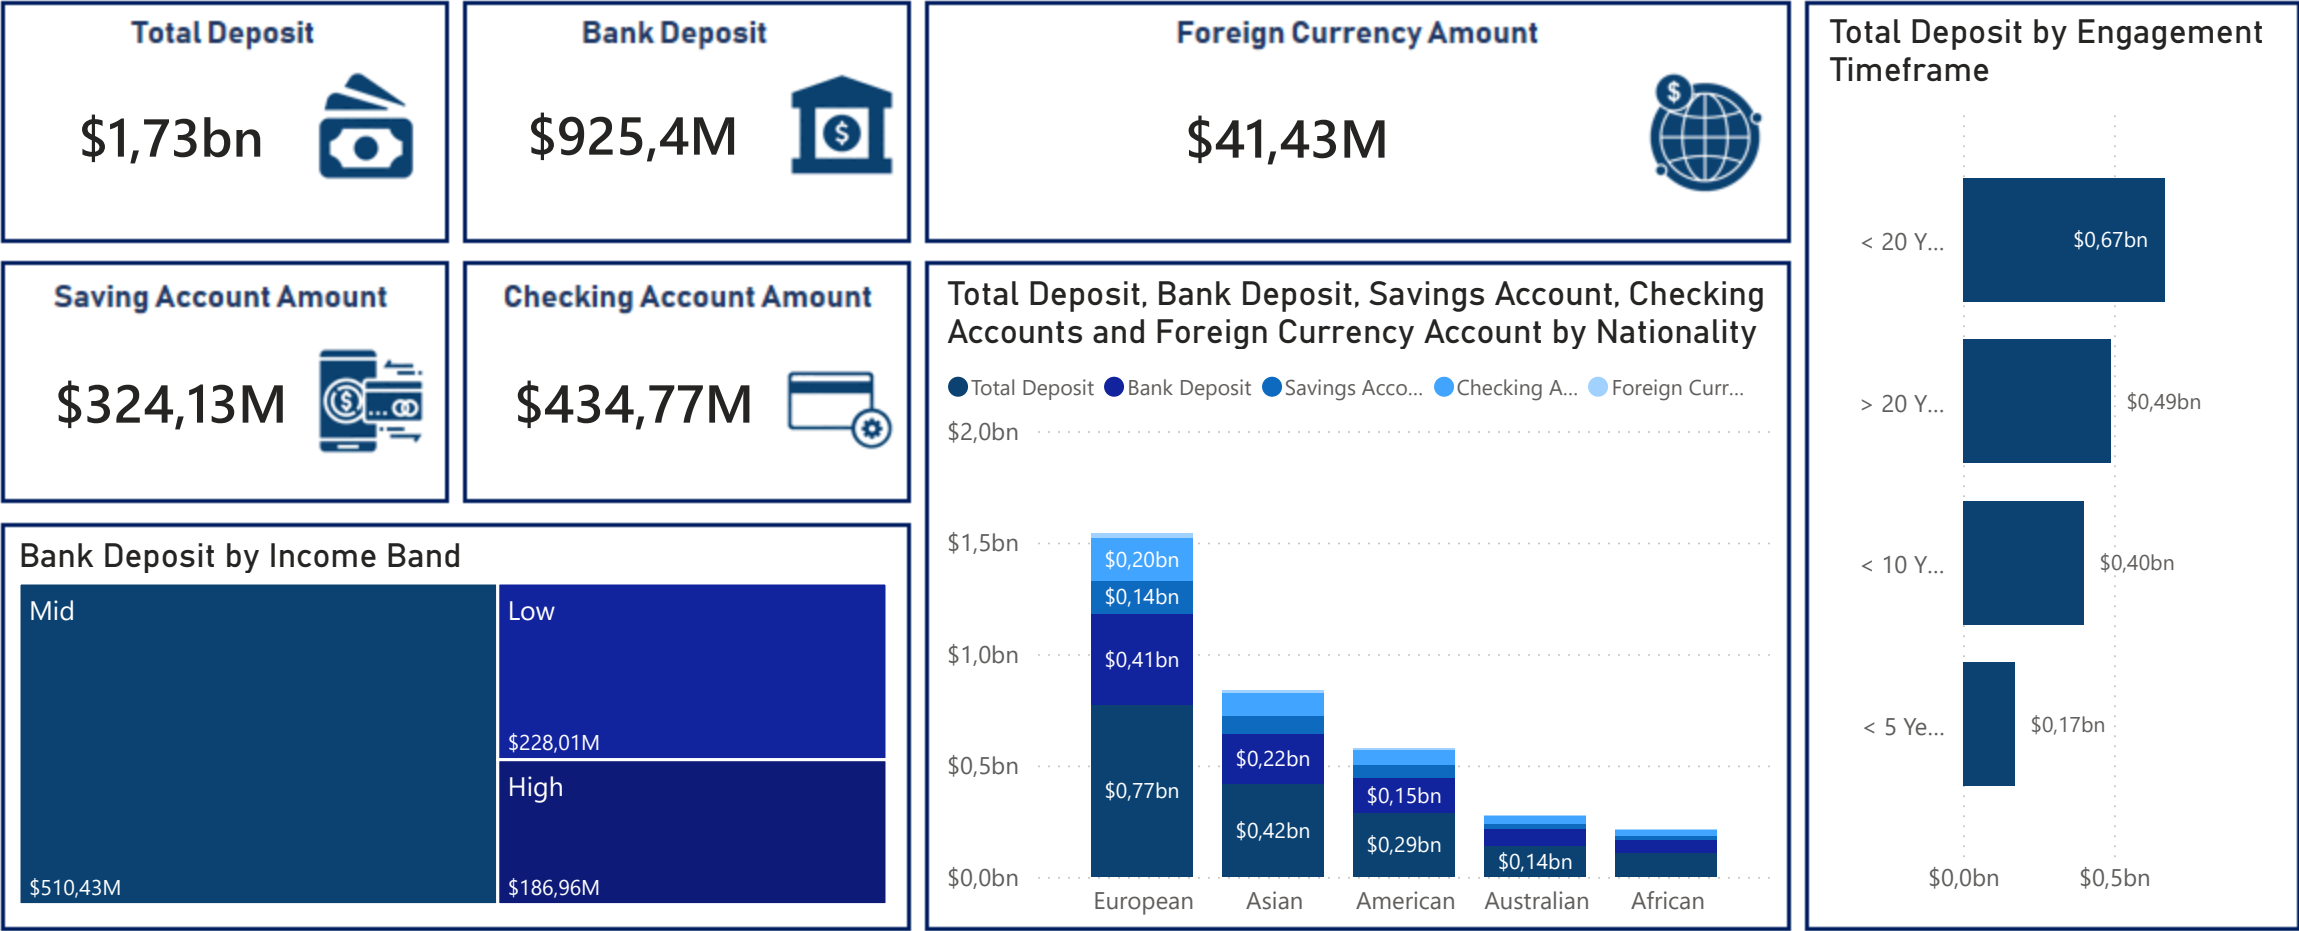 Total Deposit
$1,73bn
Bank Deposit
$925,4M
Foreign Currency Amount
$41,43M
Saving Account Amount
$324,13M
Checking Account Amount
$434,77M
Bank Deposit by Income Band
Mid
$510,43M
Low
$228,01M
High
$186,96M
Total Deposit, Bank Deposit, Savings Account, Checking
Accounts and Foreign Currency Account by Nationality
Total Deposit Bank Deposit Savings Acco... Checking A... Foreign Curr...
$2,0bn
$1,5bn
$1,0bn
$0,5bn
$0,0bn
$0,20bn
$0,14bn
$0,41bn
$0,77bn
$0,22bn
$0,42bn
$0,15bn
$0,29bn
$0,14bn
European Asian American Australian African
Total Deposit by Engagement
Timeframe
< 20 Y... $0,67bn
> 20 Y... $0,49bn
< 10 Y... $0,40bn
< 5 Ye... $0,17bn
$0,0bn $0,5bn